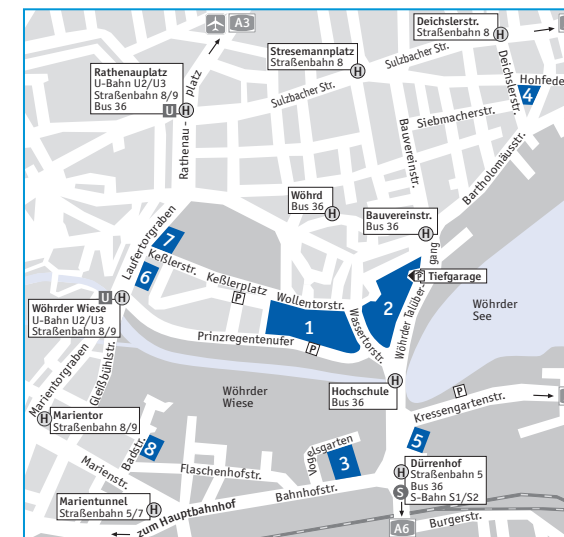 A3
Deichslerstr.
Straßenbahn 8
Stresemannplatz
Straßenbahn 8
Sulzbacher Str.
Rathenauplatz
U-Bahn U2/U3
Straßenbahn 8/9
Bus 36
U H
H
H
Rathenau - platz
Sulzbacher Str.
Deichslerstr.
Hohfede
4
Siebmacherstr.
Bauvereinstr.
Bartholomäusstr.
Wöhrd
Bus 36
H
Bauvereinstr.
Bus 36
H
Laufertorgraben
7
6
Keßlerstr.
Keßlerplatz
P
Wollentorstr.
1
2
P
Tiefgarage
Wöhrder Talübergang
Wassertorstr.
Wöhrder
See
Wöhrder Wiese
U-Bahn U2/U3
Straßenbahn 8/9
U H
Prinzregentenufer
P
Marientorgraben
Gleißbühlstr.
Wöhrder
Wiese
Hochschule
Bus 36
H
P
Kressengartenstr.
H
Marientor
Straßenbahn 8/9
Badstr.
8
Vogelsgarten
3
5
Marienstr.
Flaschenhofstr.
Dürrenhof
Straßenbahn 5
Bus 36
S-Bahn S1/S2
H
S
Bahnhofstr.
Marientunnel
Straßenbahn 5/7
H
zum Hauptbahnhof
A6
Burgerstr.